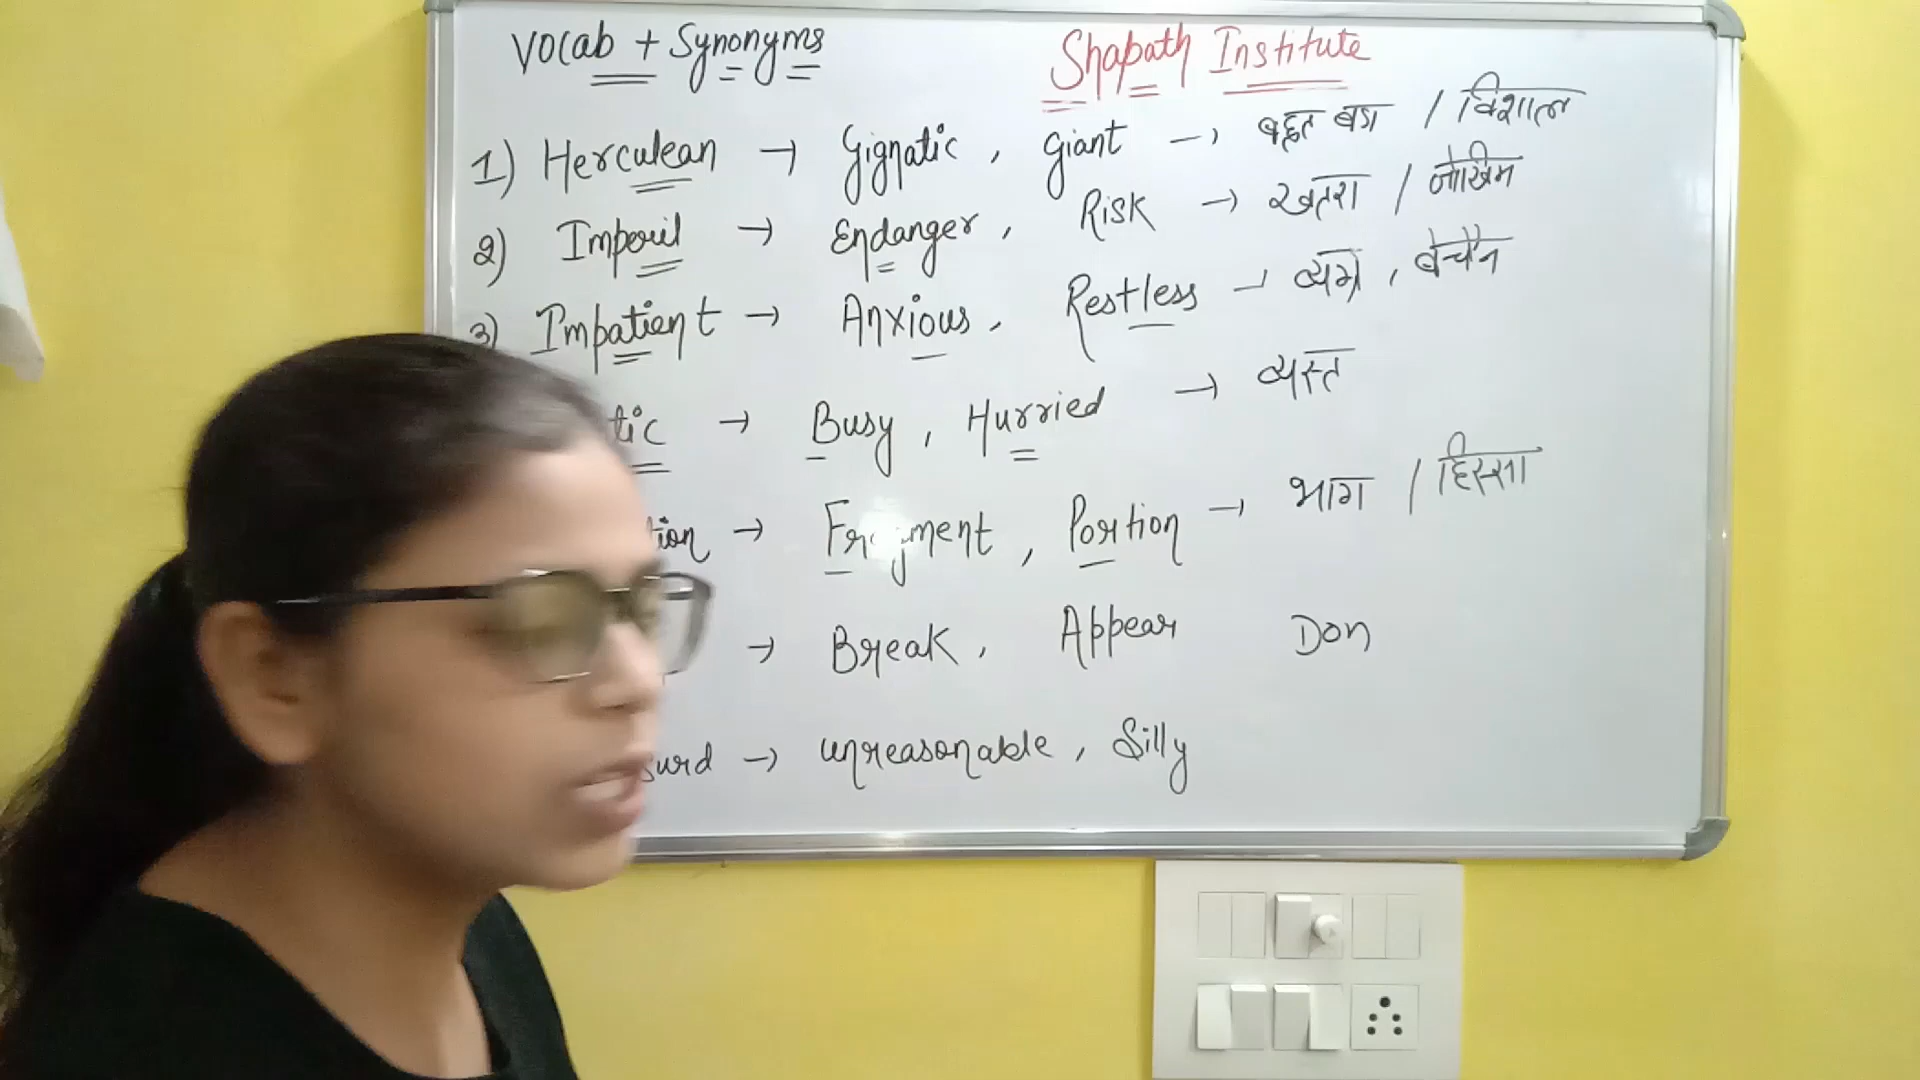 Vocab + Synonyms
Shapath Institute
1) Herculean → Gignatic, Giant → बहुत बड़ा / विशाल
2) Imperil → Endanger, Risk → खतरा / जोखिम
3) Impatient → Anxious, Restless → व्यग्र, बेचैन
tic → Busy, Hurried → व्यस्त
tion → Fragment, Portion → भाग / हिस्सा
→ Break, Appear Don
surd → unreasonable, Silly